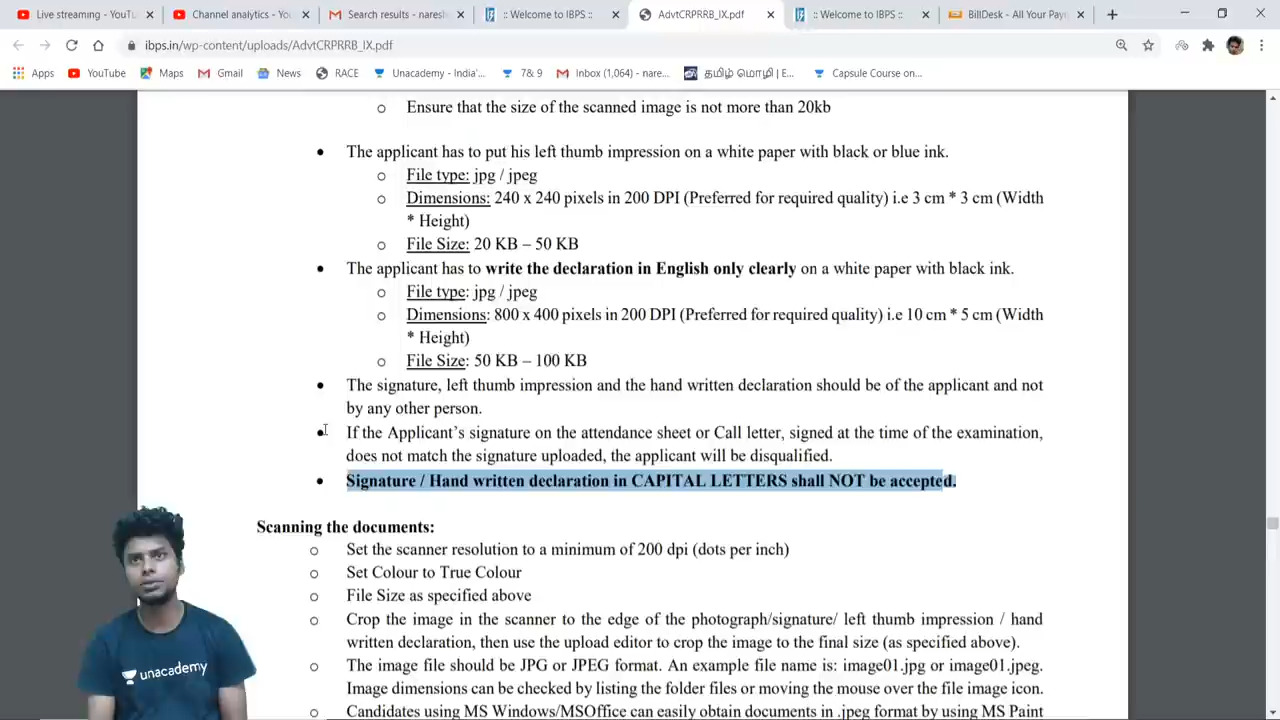 Live streaming - YouTu
Channel analytics - You
Search results - naresh
:: Welcome to IBPS ::
AdvtCRPRRB_IX.pdf
:: Welcome to IBPS ::
BillDesk - All Your Payn
ibps.in/wp-content/uploads/AdvtCRPRRB_IX.pdf
Apps
YouTube
Maps
Gmail
News
RACE
Unacademy - India'...
7& 9
Inbox (1,064) - nare...
தமிழ் மொழி | E...
Capsule Course on...
o Ensure that the size of the scanned image is not more than 20kb
• The applicant has to put his left thumb impression on a white paper with black or blue ink.
o File type: jpg / jpeg
o Dimensions: 240 x 240 pixels in 200 DPI (Preferred for required quality) i.e 3 cm * 3 cm (Width
* Height)
o File Size: 20 KB – 50 KB
• The applicant has to write the declaration in English only clearly on a white paper with black ink.
o File type: jpg / jpeg
o Dimensions: 800 x 400 pixels in 200 DPI (Preferred for required quality) i.e 10 cm * 5 cm (Width
* Height)
o File Size: 50 KB – 100 KB
• The signature, left thumb impression and the hand written declaration should be of the applicant and not
by any other person.
• If the Applicant's signature on the attendance sheet or Call letter, signed at the time of the examination,
does not match the signature uploaded, the applicant will be disqualified.
• Signature / Hand written declaration in CAPITAL LETTERS shall NOT be accepted.
Scanning the documents:
o Set the scanner resolution to a minimum of 200 dpi (dots per inch)
o Set Colour to True Colour
o File Size as specified above
o Crop the image in the scanner to the edge of the photograph/signature/ left thumb impression / hand
written declaration, then use the upload editor to crop the image to the final size (as specified above).
o The image file should be JPG or JPEG format. An example file name is: image01.jpg or image01.jpeg.
Image dimensions can be checked by listing the folder files or moving the mouse over the file image icon.
o Candidates using MS Windows/MSOffice can easily obtain documents in .jpeg format by using MS Paint
unacademy